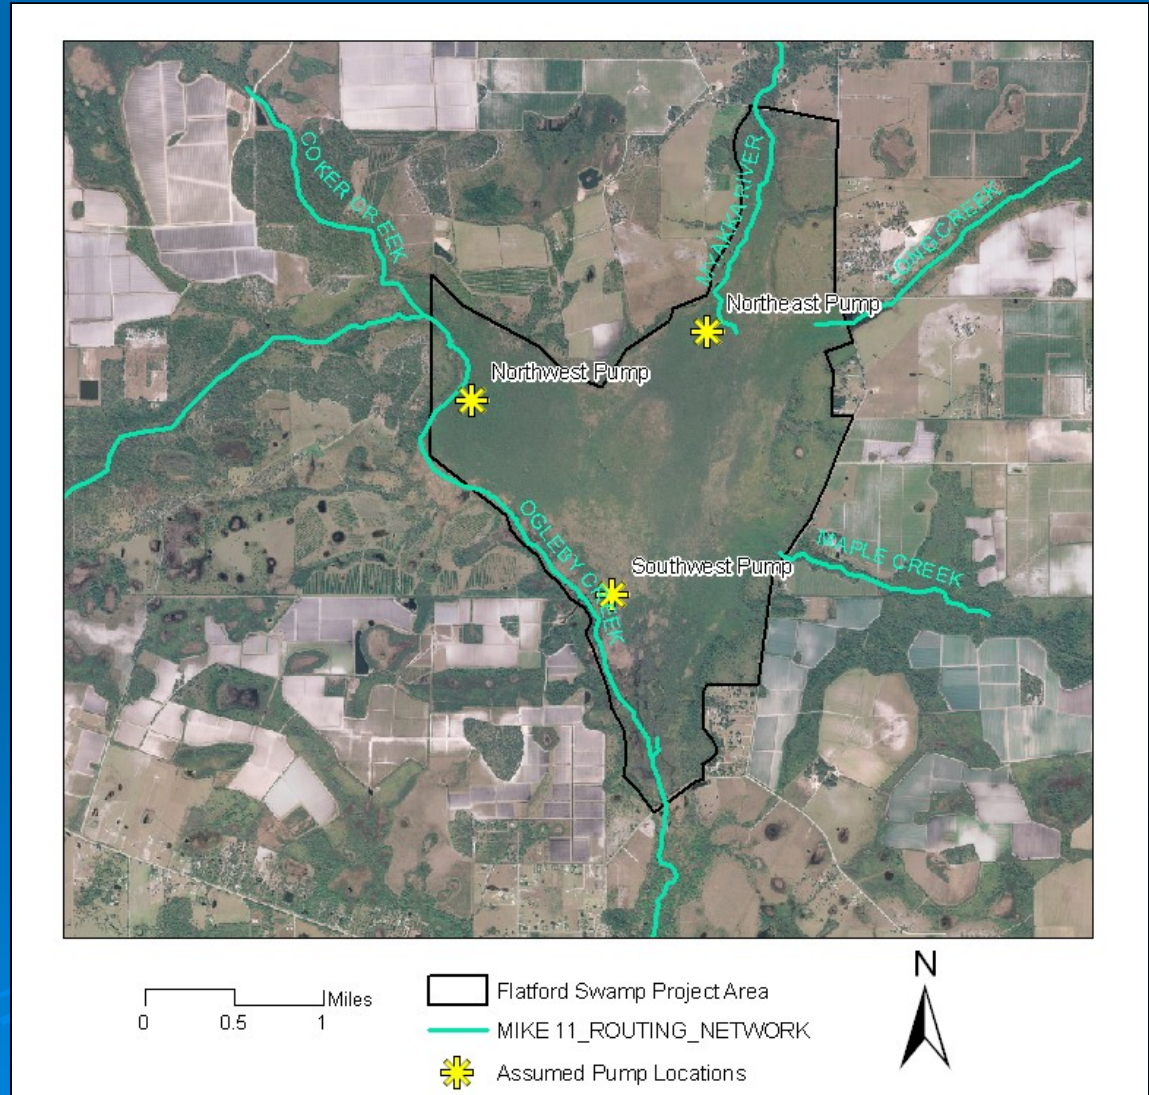 COKER CREEK
MYAKKA RIVER
LONG CREEK
Northeast Pump
Northwest Pump
OGLEBY CREEK
Southwest Pump
MAPLE CREEK
N
Miles
0 0.5 1
Flatford Swamp Project Area
MIKE 11_ROUTING_NETWORK
Assumed Pump Locations